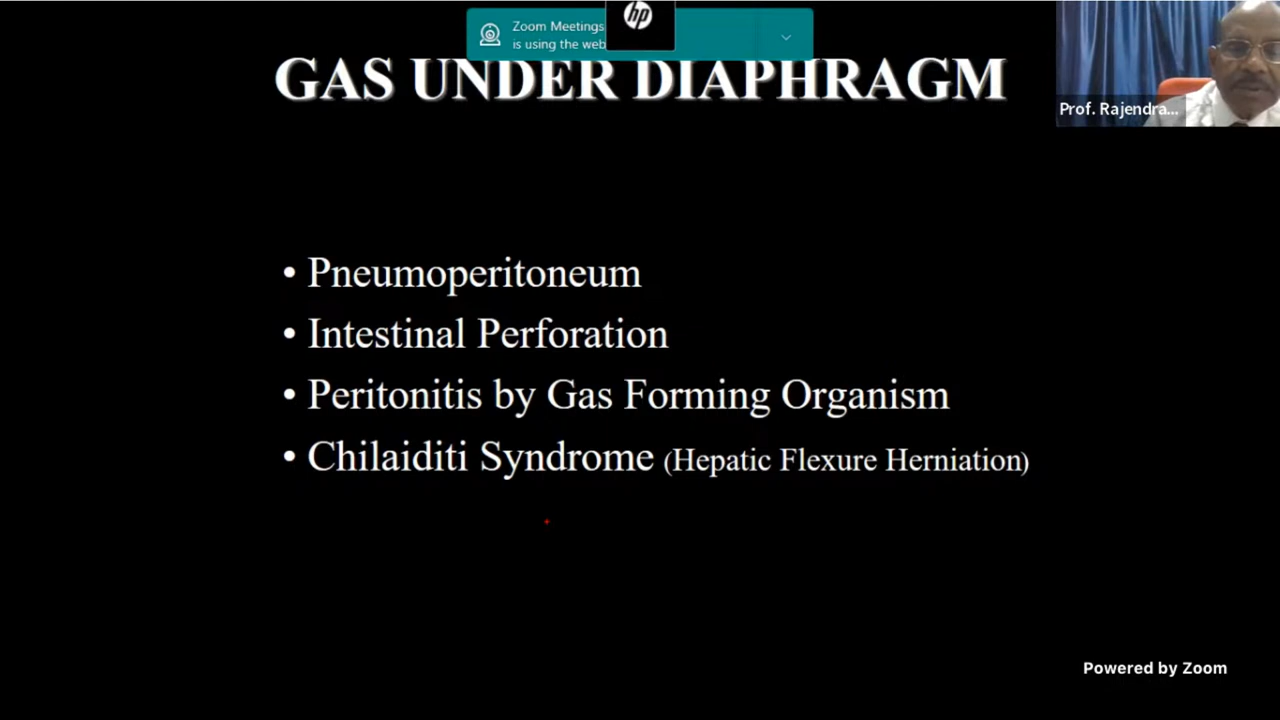 Zoom Meetings
is using the web
hp
GAS UNDER DIAPHRAGM
Prof. Rajendra...
• Pneumoperitoneum
• Intestinal Perforation
• Peritonitis by Gas Forming Organism
• Chilaiditi Syndrome (Hepatic Flexure Herniation)
Powered by Zoom